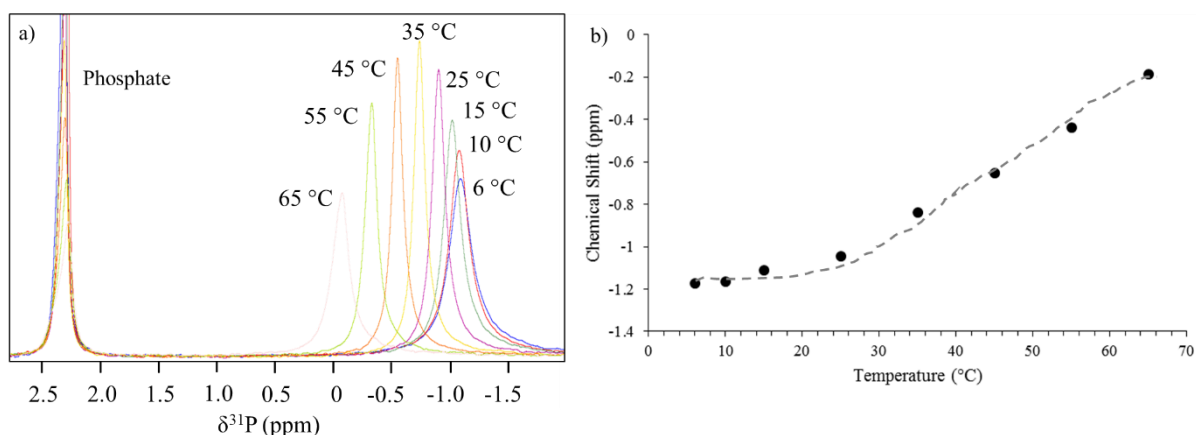 a)
Phosphate
35 °C
45 °C
25 °C
55 °C
15 °C
10 °C
65 °C
6 °C
2.5 2.0 1.5 1.0 0.5 0 -0.5 -1.0 -1.5
δ³¹P (ppm)
b)
0
-0.2
-0.4
-0.6
-0.8
-1
-1.2
-1.4
Chemical Shift (ppm)
0 10 20 30 40 50 60 70
Temperature (°C)